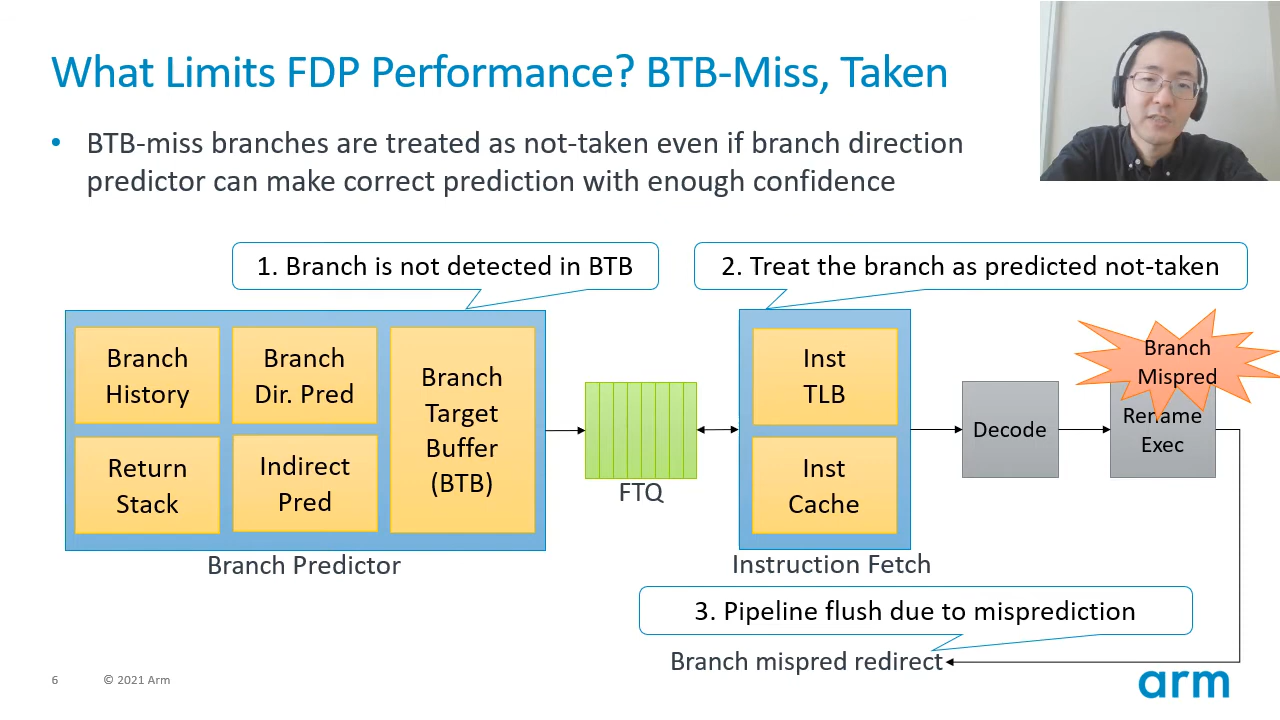 What Limits FDP Performance? BTB-Miss, Taken
• BTB-miss branches are treated as not-taken even if branch direction
predictor can make correct prediction with enough confidence
1. Branch is not detected in BTB
2. Treat the branch as predicted not-taken
Branch
History
Branch
Dir. Pred
Return
Stack
Indirect
Pred
Branch
Target
Buffer
(BTB)
Branch Predictor
FTQ
Inst
TLB
Inst
Cache
Instruction Fetch
Decode
Branch
Mispred
Rename
Exec
3. Pipeline flush due to misprediction
Branch mispred redirect
6
© 2021 Arm
arm